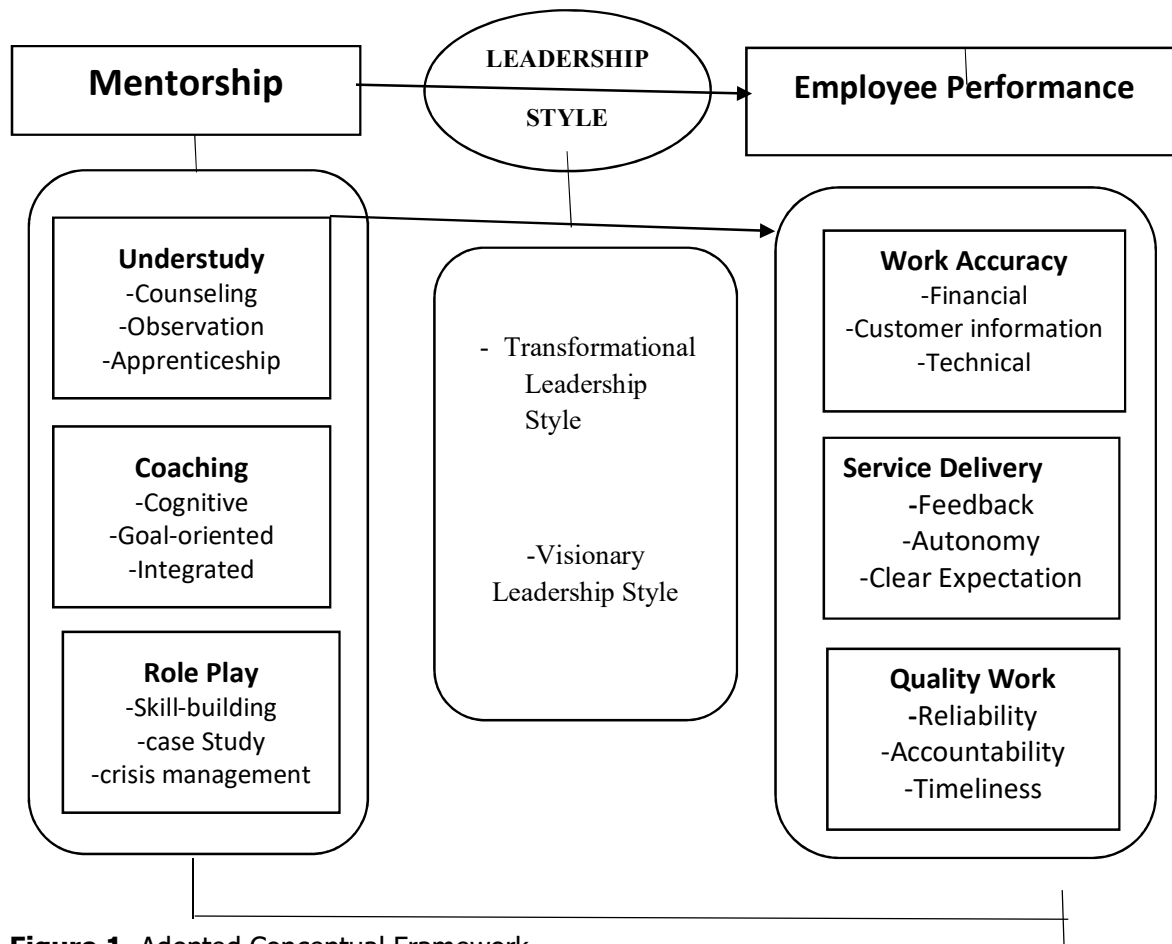 Mentorship
LEADERSHIP
STYLE
Employee Performance
Understudy
-Counseling
-Observation
-Apprenticeship
Coaching
-Cognitive
-Goal-oriented
-Integrated
Role Play
-Skill-building
-case Study
-crisis management
- Transformational
Leadership
Style
-Visionary
Leadership Style
Work Accuracy
-Financial
-Customer information
-Technical
Service Delivery
-Feedback
-Autonomy
-Clear Expectation
Quality Work
-Reliability
-Accountability
-Timeliness
Figure 1. Adopted Conceptual Framework